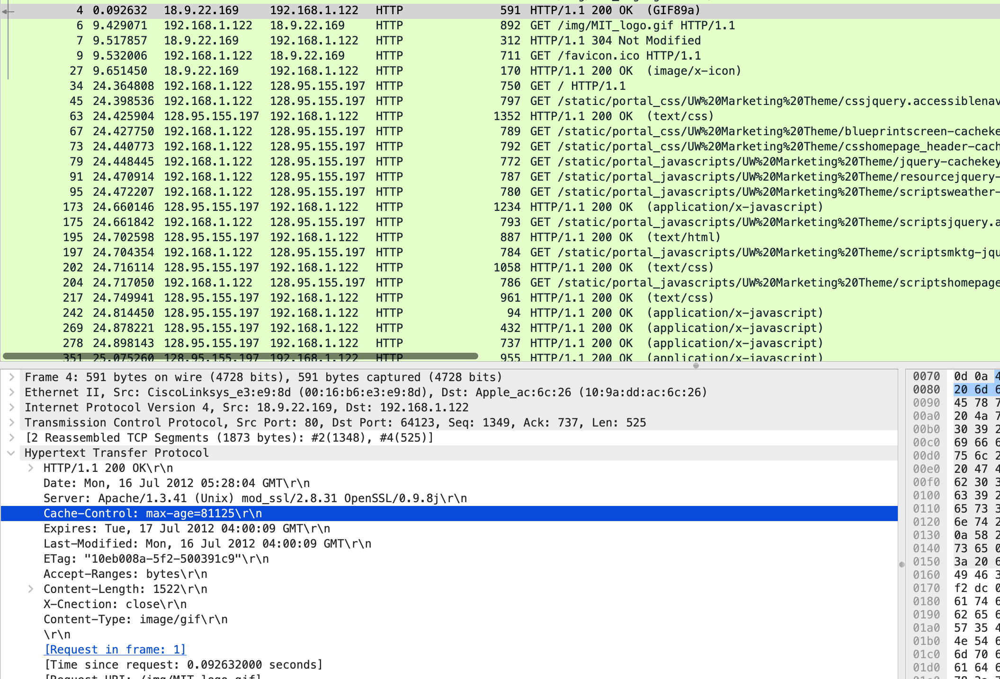 4 0.092632 18.9.22.169 192.168.1.122 HTTP 591 HTTP/1.1 200 OK (GIF89a)
6 9.429071 192.168.1.122 18.9.22.169 HTTP 892 GET /img/MIT_logo.gif HTTP/1.1
7 9.517857 18.9.22.169 192.168.1.122 HTTP 312 HTTP/1.1 304 Not Modified
9 9.532006 192.168.1.122 18.9.22.169 HTTP 711 GET /favicon.ico HTTP/1.1
27 9.651450 18.9.22.169 192.168.1.122 HTTP 170 HTTP/1.1 200 OK (image/x-icon)
34 24.364808 192.168.1.122 128.95.155.197 HTTP 750 GET / HTTP/1.1
45 24.398536 192.168.1.122 128.95.155.197 HTTP 797 GET /static/portal_css/UW%20Marketing%20Theme/cssjquery.accessiblenav
63 24.425904 128.95.155.197 192.168.1.122 HTTP 1352 HTTP/1.1 200 OK (text/css)
67 24.427750 192.168.1.122 128.95.155.197 HTTP 789 GET /static/portal_css/UW%20Marketing%20Theme/blueprintscreen-cacheke
73 24.440773 192.168.1.122 128.95.155.197 HTTP 792 GET /static/portal_css/UW%20Marketing%20Theme/csshomepage_header-cach
79 24.448445 192.168.1.122 128.95.155.197 HTTP 772 GET /static/portal_javascripts/UW%20Marketing%20Theme/jquery-cachekey
91 24.470914 192.168.1.122 128.95.155.197 HTTP 787 GET /static/portal_javascripts/UW%20Marketing%20Theme/resourcejquery-
95 24.472207 192.168.1.122 128.95.155.197 HTTP 780 GET /static/portal_javascripts/UW%20Marketing%20Theme/scriptsweather-
173 24.660146 128.95.155.197 192.168.1.122 HTTP 1234 HTTP/1.1 200 OK (application/x-javascript)
175 24.661842 192.168.1.122 128.95.155.197 HTTP 793 GET /static/portal_javascripts/UW%20Marketing%20Theme/scriptsjquery.a
195 24.702598 128.95.155.197 192.168.1.122 HTTP 887 HTTP/1.1 200 OK (text/html)
197 24.704354 192.168.1.122 128.95.155.197 HTTP 784 GET /static/portal_javascripts/UW%20Marketing%20Theme/scriptsmktg-jqu
202 24.716114 128.95.155.197 192.168.1.122 HTTP 1058 HTTP/1.1 200 OK (text/css)
204 24.717050 192.168.1.122 128.95.155.197 HTTP 786 GET /static/portal_javascripts/UW%20Marketing%20Theme/scriptshomepage
217 24.749941 128.95.155.197 192.168.1.122 HTTP 961 HTTP/1.1 200 OK (text/css)
242 24.814450 128.95.155.197 192.168.1.122 HTTP 94 HTTP/1.1 200 OK (application/x-javascript)
269 24.878221 128.95.155.197 192.168.1.122 HTTP 432 HTTP/1.1 200 OK (application/x-javascript)
278 24.898143 128.95.155.197 192.168.1.122 HTTP 737 HTTP/1.1 200 OK (application/x-javascript)
351 25.075260 128.95.155.197 192.168.1.122 HTTP 955 HTTP/1.1 200 OK (application/x-javascript)
Frame 4: 591 bytes on wire (4728 bits), 591 bytes captured (4728 bits)
Ethernet II, Src: CiscoLinksys_e3:e9:8d (00:16:b6:e3:e9:8d), Dst: Apple_ac:6c:26 (10:9a:dd:ac:6c:26)
Internet Protocol Version 4, Src: 18.9.22.169, Dst: 192.168.1.122
Transmission Control Protocol, Src Port: 80, Dst Port: 64123, Seq: 1349, Ack: 737, Len: 525
[2 Reassembled TCP Segments (1873 bytes): #2(1348), #4(525)]
Hypertext Transfer Protocol
HTTP/1.1 200 OK\r\n
Date: Mon, 16 Jul 2012 05:28:04 GMT\r\n
Server: Apache/1.3.41 (Unix) mod_ssl/2.8.31 OpenSSL/0.9.8j\r\n
Cache-Control: max-age=81125\r\n
Expires: Tue, 17 Jul 2012 04:00:09 GMT\r\n
Last-Modified: Mon, 16 Jul 2012 04:00:09 GMT\r\n
ETag: "10eb008a-5f2-500391c9"\r\n
Accept-Ranges: bytes\r\n
Content-Length: 1522\r\n
X-Cnection: close\r\n
Content-Type: image/gif\r\n
\r\n
[Request in frame: 1]
[Time since request: 0.092632000 seconds]
[Request URI: /img/MIT_logo.gif]
0070 0d 0a 4
0080 20 6d 6
0090 45 78 7
00a0 20 4a 7
00b0 30 39 2
00c0 69 66 6
00d0 75 6c 2
00e0 20 47 4
00f0 62 30 3
0100 63 39 2
0110 65 73 3
0120 6e 74 2
0130 0a 58 2
0140 73 65 0
0150 3a 20 6
0160 49 46 3
0170 f2 dc 0
0180 61 74 6
0190 62 65 6
01a0 57 35 4
01b0 4e 54 6
01c0 6d 70 6
01d0 61 64 6